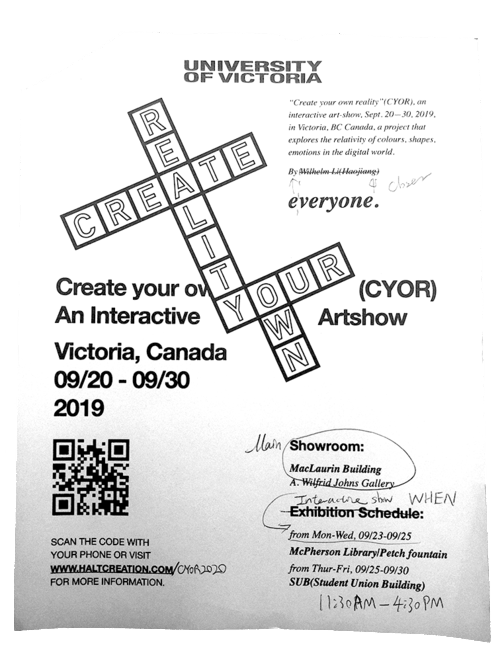 UNIVERSITY
OF VICTORIA
"Create your own reality"(CYOR), an
interactive art-show, Sept. 20—30, 2019,
in Victoria, BC Canada, a project that
explores the relativity of colours, shapes,
emotions in the digital world.
By Wilhelm Li(Haojiang)
everyone.
REALITY
CREATE
YOUR
OWN
Create your ow (CYOR)
An Interactive Artshow
Victoria, Canada
09/20 - 09/30
2019
Main Showroom:
MacLaurin Building
A. Wilfrid Johns Gallery
Interactive show WHEN
Exhibition Schedule:
from Mon-Wed, 09/23-09/25
McPherson Library/Petch fountain
from Thur-Fri, 09/25-09/30
SUB(Student Union Building)
11:30AM - 4:30PM
SCAN THE CODE WITH
YOUR PHONE OR VISIT
WWW.HALTCREATION.COM/CYOR2020
FOR MORE INFORMATION.